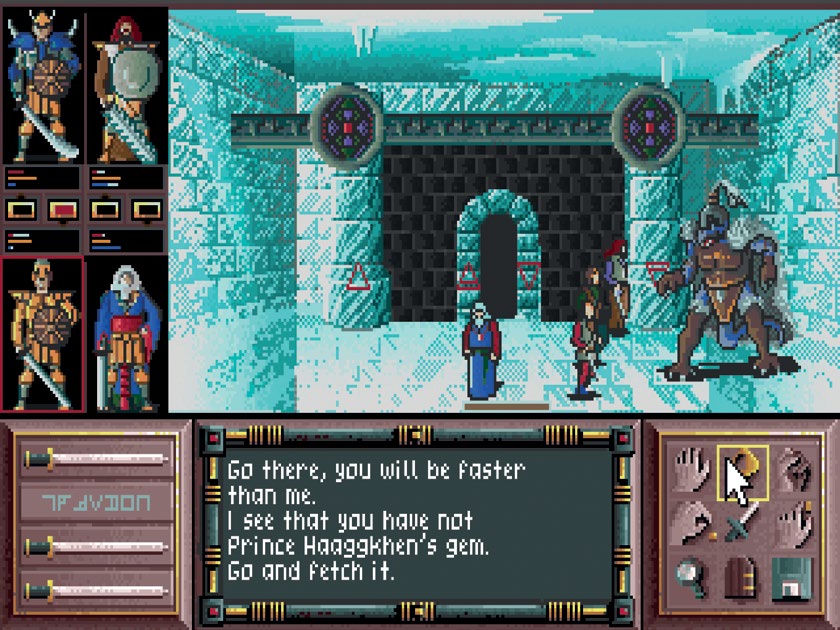 Go there, you will be faster
than me.
I see that you have not
Prince Haaggkhen's gem.
Go and fetch it.